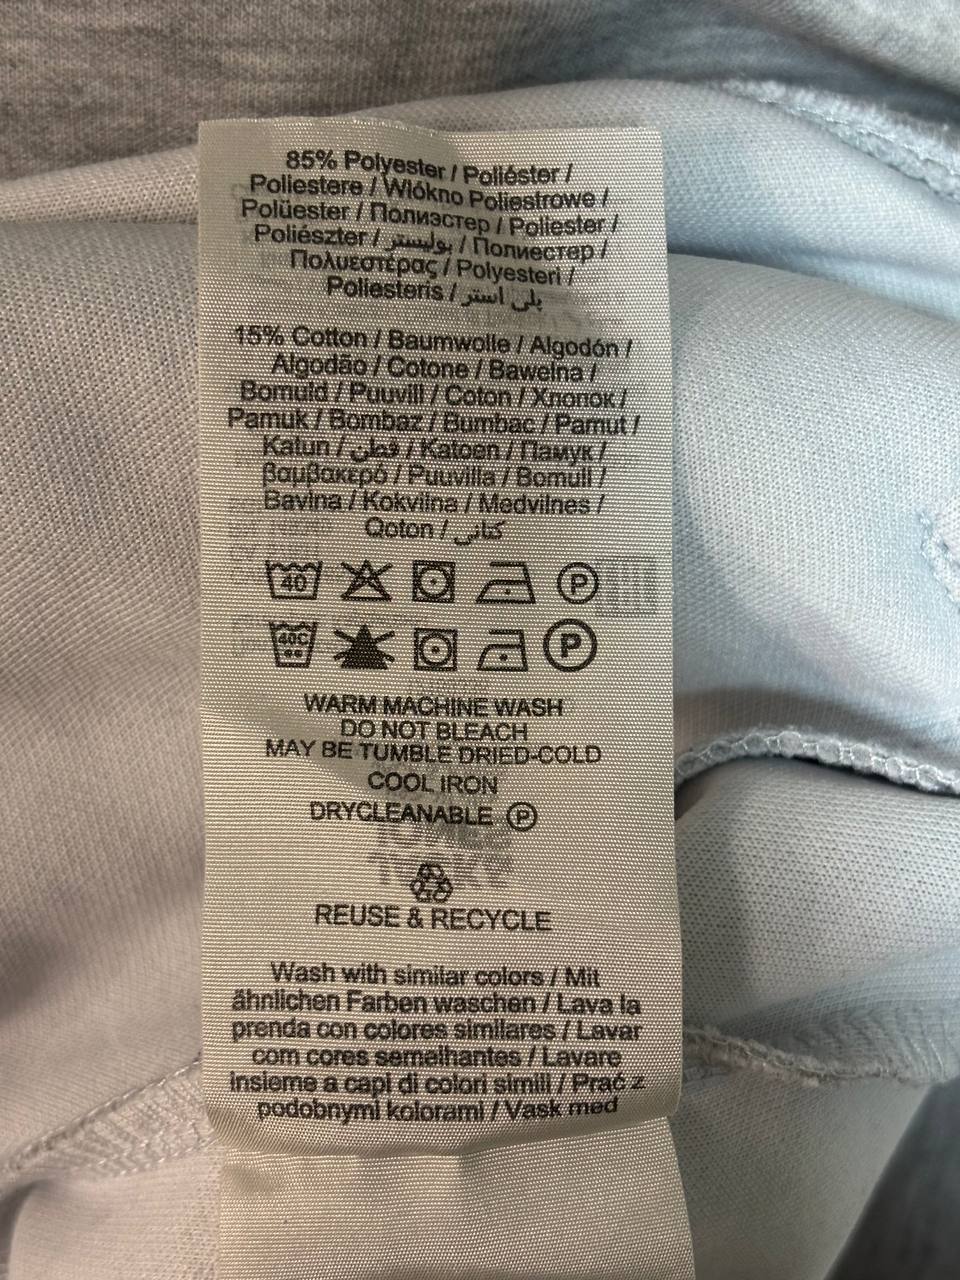 85% Polyester / Poliéster /
Poliestere / Włókno Poliestrowe /
Polüester / Полиэстер / Poliester /
Poliészter / بوليستر / Полиестер /
Πολυεστέρας / Polyesteri /
Poliesteris / پلی استر
15% Cotton / Baumwolle / Algodón /
Algodão / Cotone / Bawełna /
Bomuld / Puuvill / Coton / Хлопок /
Pamuk / Bombaz / Bumbac / Pamut /
Katun / قطن / Katoen / Памук /
βαμβακερό / Puuvilla / Bomull /
Bavlna / Kokvilna / Medvilnes /
Qoton / کتانی
40 P
40C P
WARM MACHINE WASH
DO NOT BLEACH
MAY BE TUMBLE DRIED-COLD
COOL IRON
DRYCLEANABLE P
REUSE & RECYCLE
Wash with similar colors / Mit
ähnlichen Farben waschen / Lava la
prenda con colores similares / Lavar
com cores semelhantes / Lavare
insieme a capi di colori simili / Prać z
podobnymi kolorami / Vask med